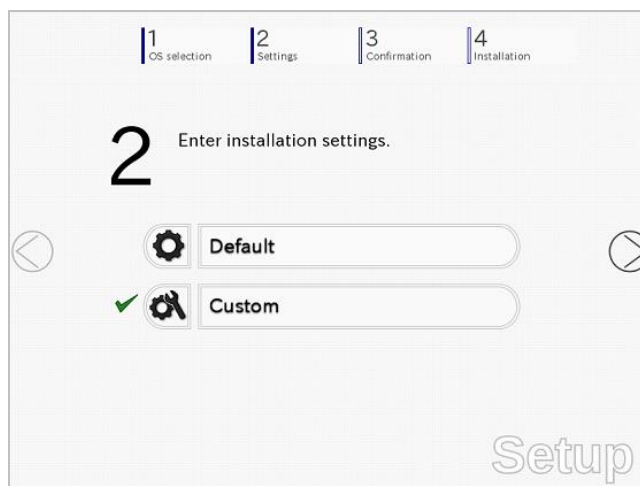 1
OS selection
2
Settings
3
Confirmation
4
Installation
2
Enter installation settings.
Default
Custom
Setup